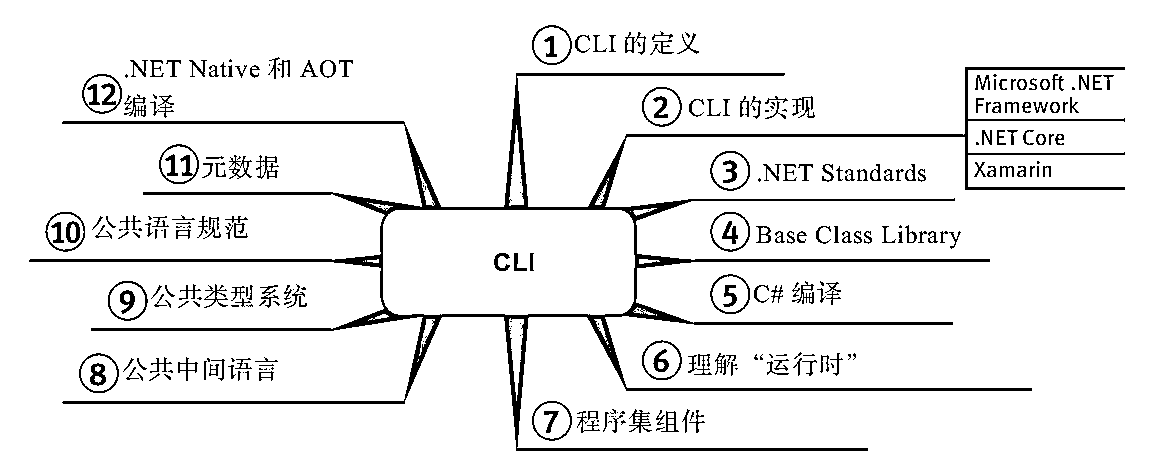 ①CLI 的定义
②CLI 的实现
Microsoft .NET
Framework
.NET Core
Xamarin
③.NET Standards
④Base Class Library
⑤C# 编译
⑥理解“运行时”
⑦程序集组件
⑧公共中间语言
⑨公共类型系统
⑩公共语言规范
⑪元数据
⑫.NET Native 和 AOT
编译
CLI